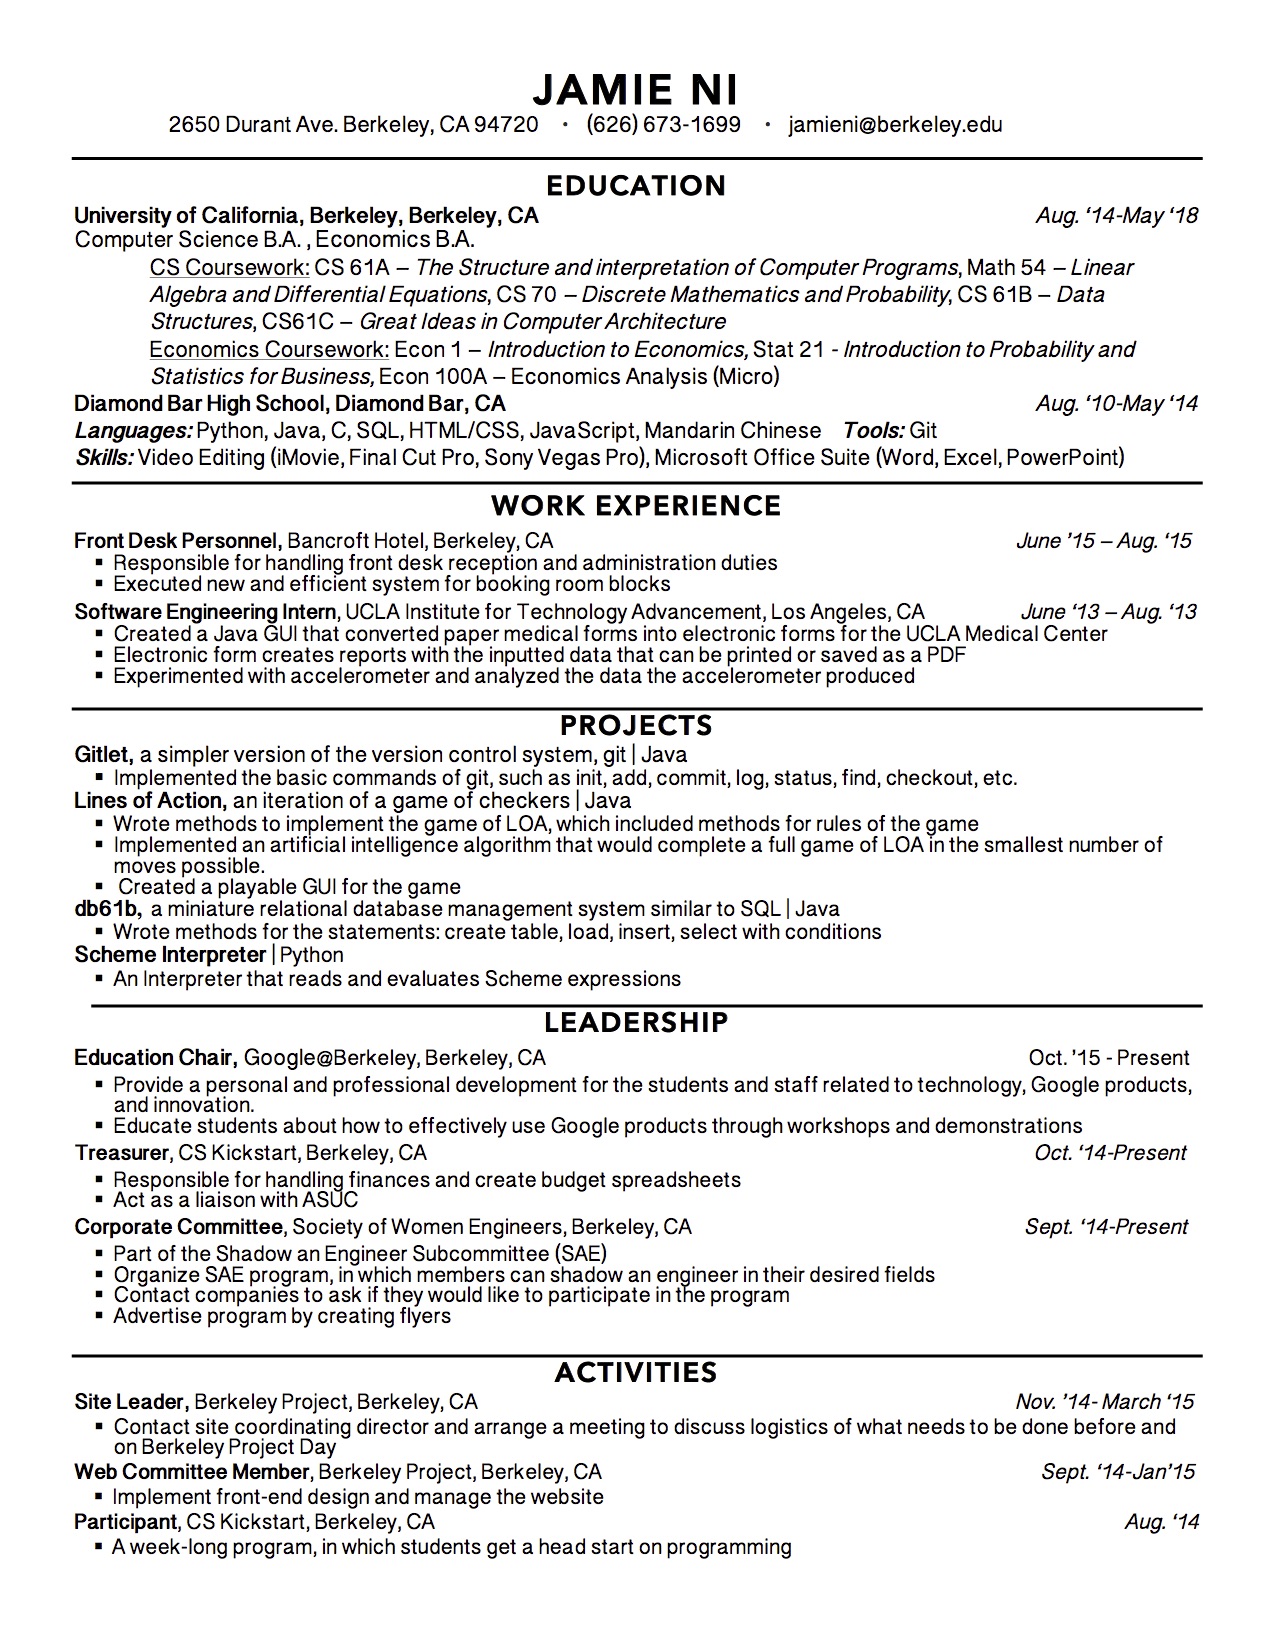 JAMIE NI
2650 Durant Ave. Berkeley, CA 94720 • (626) 673-1699 • jamieni@berkeley.edu
EDUCATION
University of California, Berkeley, Berkeley, CA Aug. ‘14-May ‘18
Computer Science B.A. , Economics B.A.
CS Coursework: CS 61A – The Structure and interpretation of Computer Programs, Math 54 – Linear
Algebra and Differential Equations, CS 70 – Discrete Mathematics and Probability, CS 61B – Data
Structures, CS61C – Great Ideas in Computer Architecture
Economics Coursework: Econ 1 – Introduction to Economics, Stat 21 - Introduction to Probability and
Statistics for Business, Econ 100A – Economics Analysis (Micro)
Diamond Bar High School, Diamond Bar, CA Aug. ‘10-May ‘14
Languages: Python, Java, C, SQL, HTML/CSS, JavaScript, Mandarin Chinese Tools: Git
Skills: Video Editing (iMovie, Final Cut Pro, Sony Vegas Pro), Microsoft Office Suite (Word, Excel, PowerPoint)
WORK EXPERIENCE
Front Desk Personnel, Bancroft Hotel, Berkeley, CA June ’15 – Aug. ‘15
▪ Responsible for handling front desk reception and administration duties
▪ Executed new and efficient system for booking room blocks
Software Engineering Intern, UCLA Institute for Technology Advancement, Los Angeles, CA June ‘13 – Aug. ‘13
▪ Created a Java GUI that converted paper medical forms into electronic forms for the UCLA Medical Center
▪ Electronic form creates reports with the inputted data that can be printed or saved as a PDF
▪ Experimented with accelerometer and analyzed the data the accelerometer produced
PROJECTS
Gitlet, a simpler version of the version control system, git | Java
▪ Implemented the basic commands of git, such as init, add, commit, log, status, find, checkout, etc.
Lines of Action, an iteration of a game of checkers | Java
▪ Wrote methods to implement the game of LOA, which included methods for rules of the game
▪ Implemented an artificial intelligence algorithm that would complete a full game of LOA in the smallest number of
moves possible.
▪ Created a playable GUI for the game
db61b, a miniature relational database management system similar to SQL | Java
▪ Wrote methods for the statements: create table, load, insert, select with conditions
Scheme Interpreter | Python
▪ An Interpreter that reads and evaluates Scheme expressions
LEADERSHIP
Education Chair, Google@Berkeley, Berkeley, CA Oct. ’15 - Present
▪ Provide a personal and professional development for the students and staff related to technology, Google products,
and innovation.
▪ Educate students about how to effectively use Google products through workshops and demonstrations
Treasurer, CS Kickstart, Berkeley, CA Oct. ‘14-Present
▪ Responsible for handling finances and create budget spreadsheets
▪ Act as a liaison with ASUC
Corporate Committee, Society of Women Engineers, Berkeley, CA Sept. ‘14-Present
▪ Part of the Shadow an Engineer Subcommittee (SAE)
▪ Organize SAE program, in which members can shadow an engineer in their desired fields
▪ Contact companies to ask if they would like to participate in the program
▪ Advertise program by creating flyers
ACTIVITIES
Site Leader, Berkeley Project, Berkeley, CA Nov. ’14- March ‘15
▪ Contact site coordinating director and arrange a meeting to discuss logistics of what needs to be done before and
on Berkeley Project Day
Web Committee Member, Berkeley Project, Berkeley, CA Sept. ‘14-Jan’15
▪ Implement front-end design and manage the website
Participant, CS Kickstart, Berkeley, CA Aug. ‘14
▪ A week-long program, in which students get a head start on programming